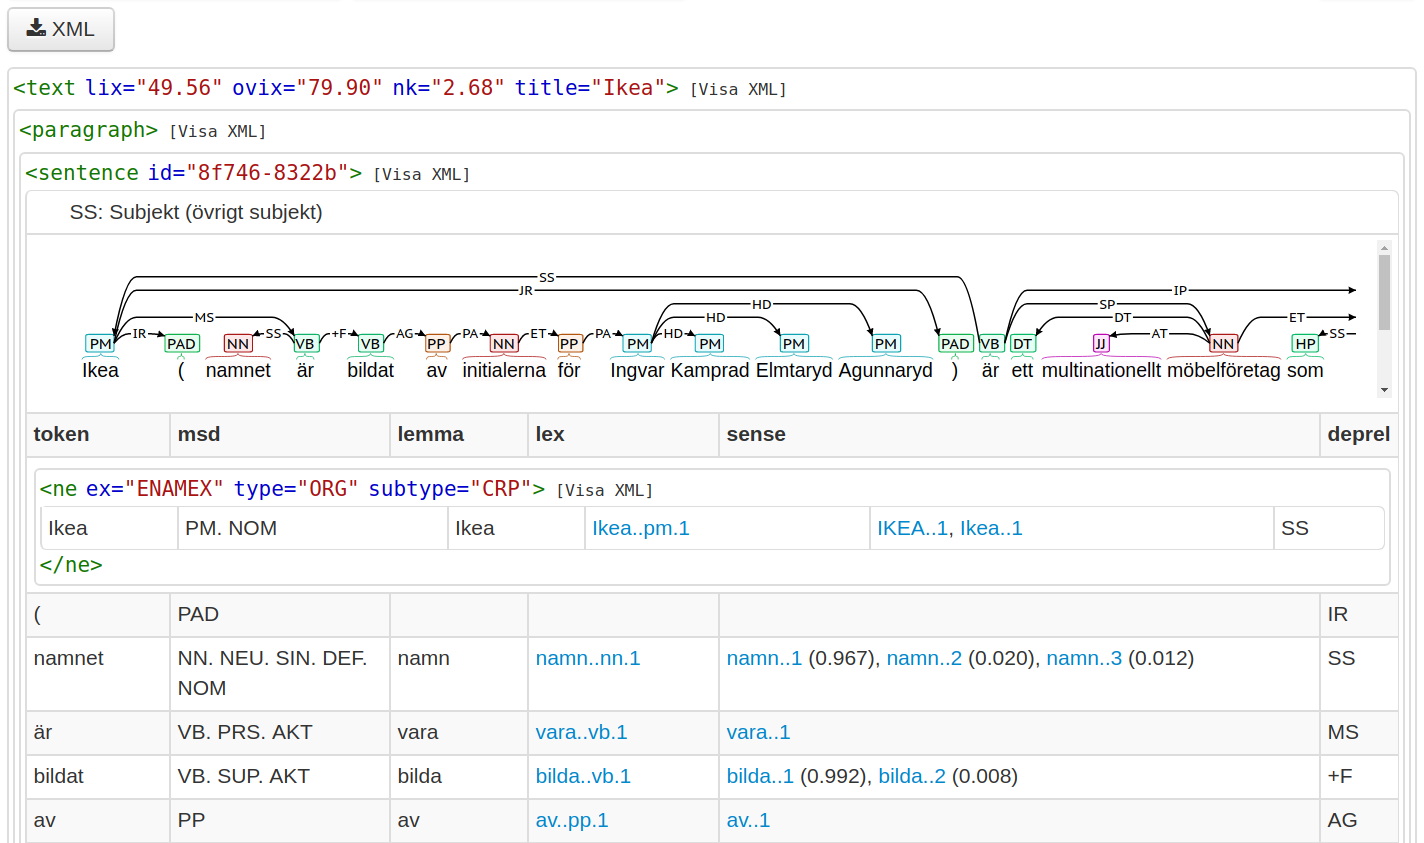 XML
<text lix="49.56" ovix="79.90" nk="2.68" title="Ikea"> [Visa XML]
<paragraph> [Visa XML]
<sentence id="8f746-8322b"> [Visa XML]
SS: Subjekt (övrigt subjekt)
SS
JR IP
HD SP
MS HD DT ET
IR SS +F AG PA ET PA HD AT SS
PM PAD NN VB VB PP NN PP PM PM PM PM PAD VB DT JJ NN HP
Ikea ( namnet är bildat av initialerna för Ingvar Kamprad Elmtaryd Agunnaryd ) är ett multinationellt möbelföretag som
token msd lemma lex sense deprel
<ne ex="ENAMEX" type="ORG" subtype="CRP"> [Visa XML]
Ikea PM. NOM Ikea Ikea..pm.1 IKEA..1, Ikea..1 SS
</ne>
( PAD IR
namnet NN. NEU. SIN. DEF. NOM namn namn..nn.1 namn..1 (0.967), namn..2 (0.020), namn..3 (0.012) SS
är VB. PRS. AKT vara vara..vb.1 vara..1 MS
bildat VB. SUP. AKT bilda bilda..vb.1 bilda..1 (0.992), bilda..2 (0.008) +F
av PP av av..pp.1 av..1 AG